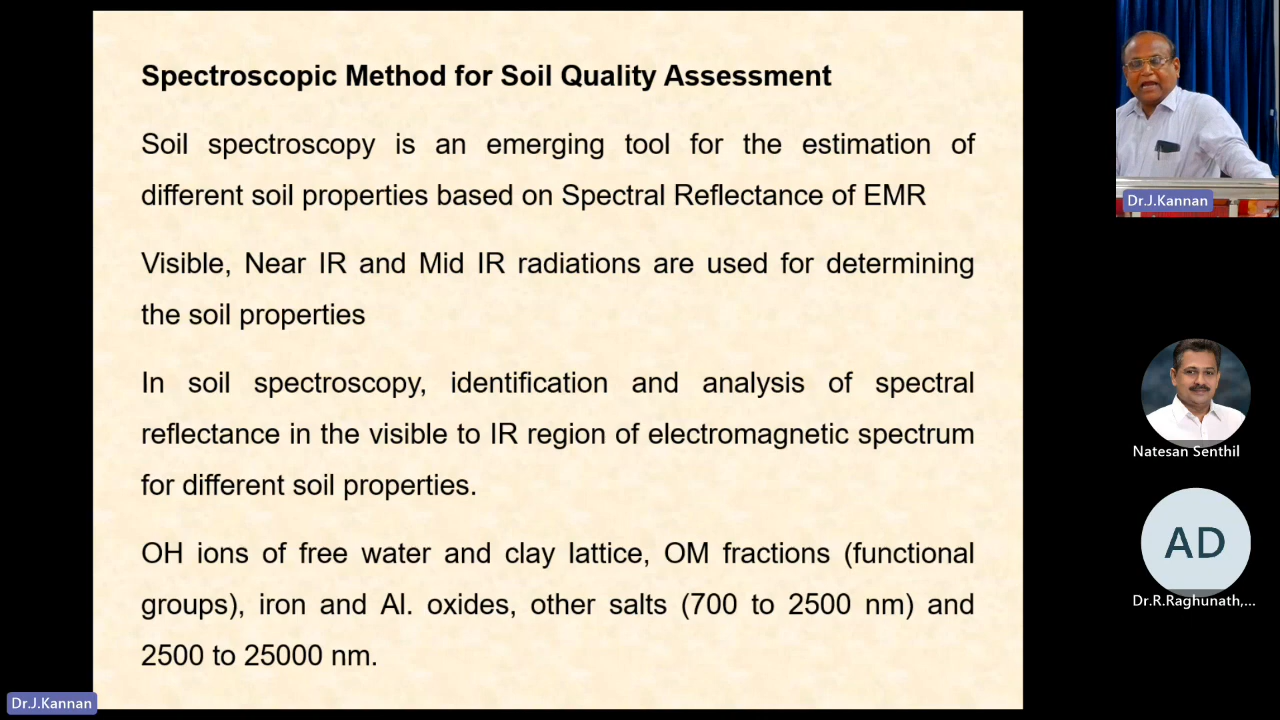 Spectroscopic Method for Soil Quality Assessment
Soil spectroscopy is an emerging tool for the estimation of
different soil properties based on Spectral Reflectance of EMR
Visible, Near IR and Mid IR radiations are used for determining
the soil properties
In soil spectroscopy, identification and analysis of spectral
reflectance in the visible to IR region of electromagnetic spectrum
for different soil properties.
OH ions of free water and clay lattice, OM fractions (functional
groups), iron and Al. oxides, other salts (700 to 2500 nm) and
2500 to 25000 nm.
Dr.J.Kannan
Dr.J.Kannan
Natesan Senthil
AD
Dr.R.Raghunath,...